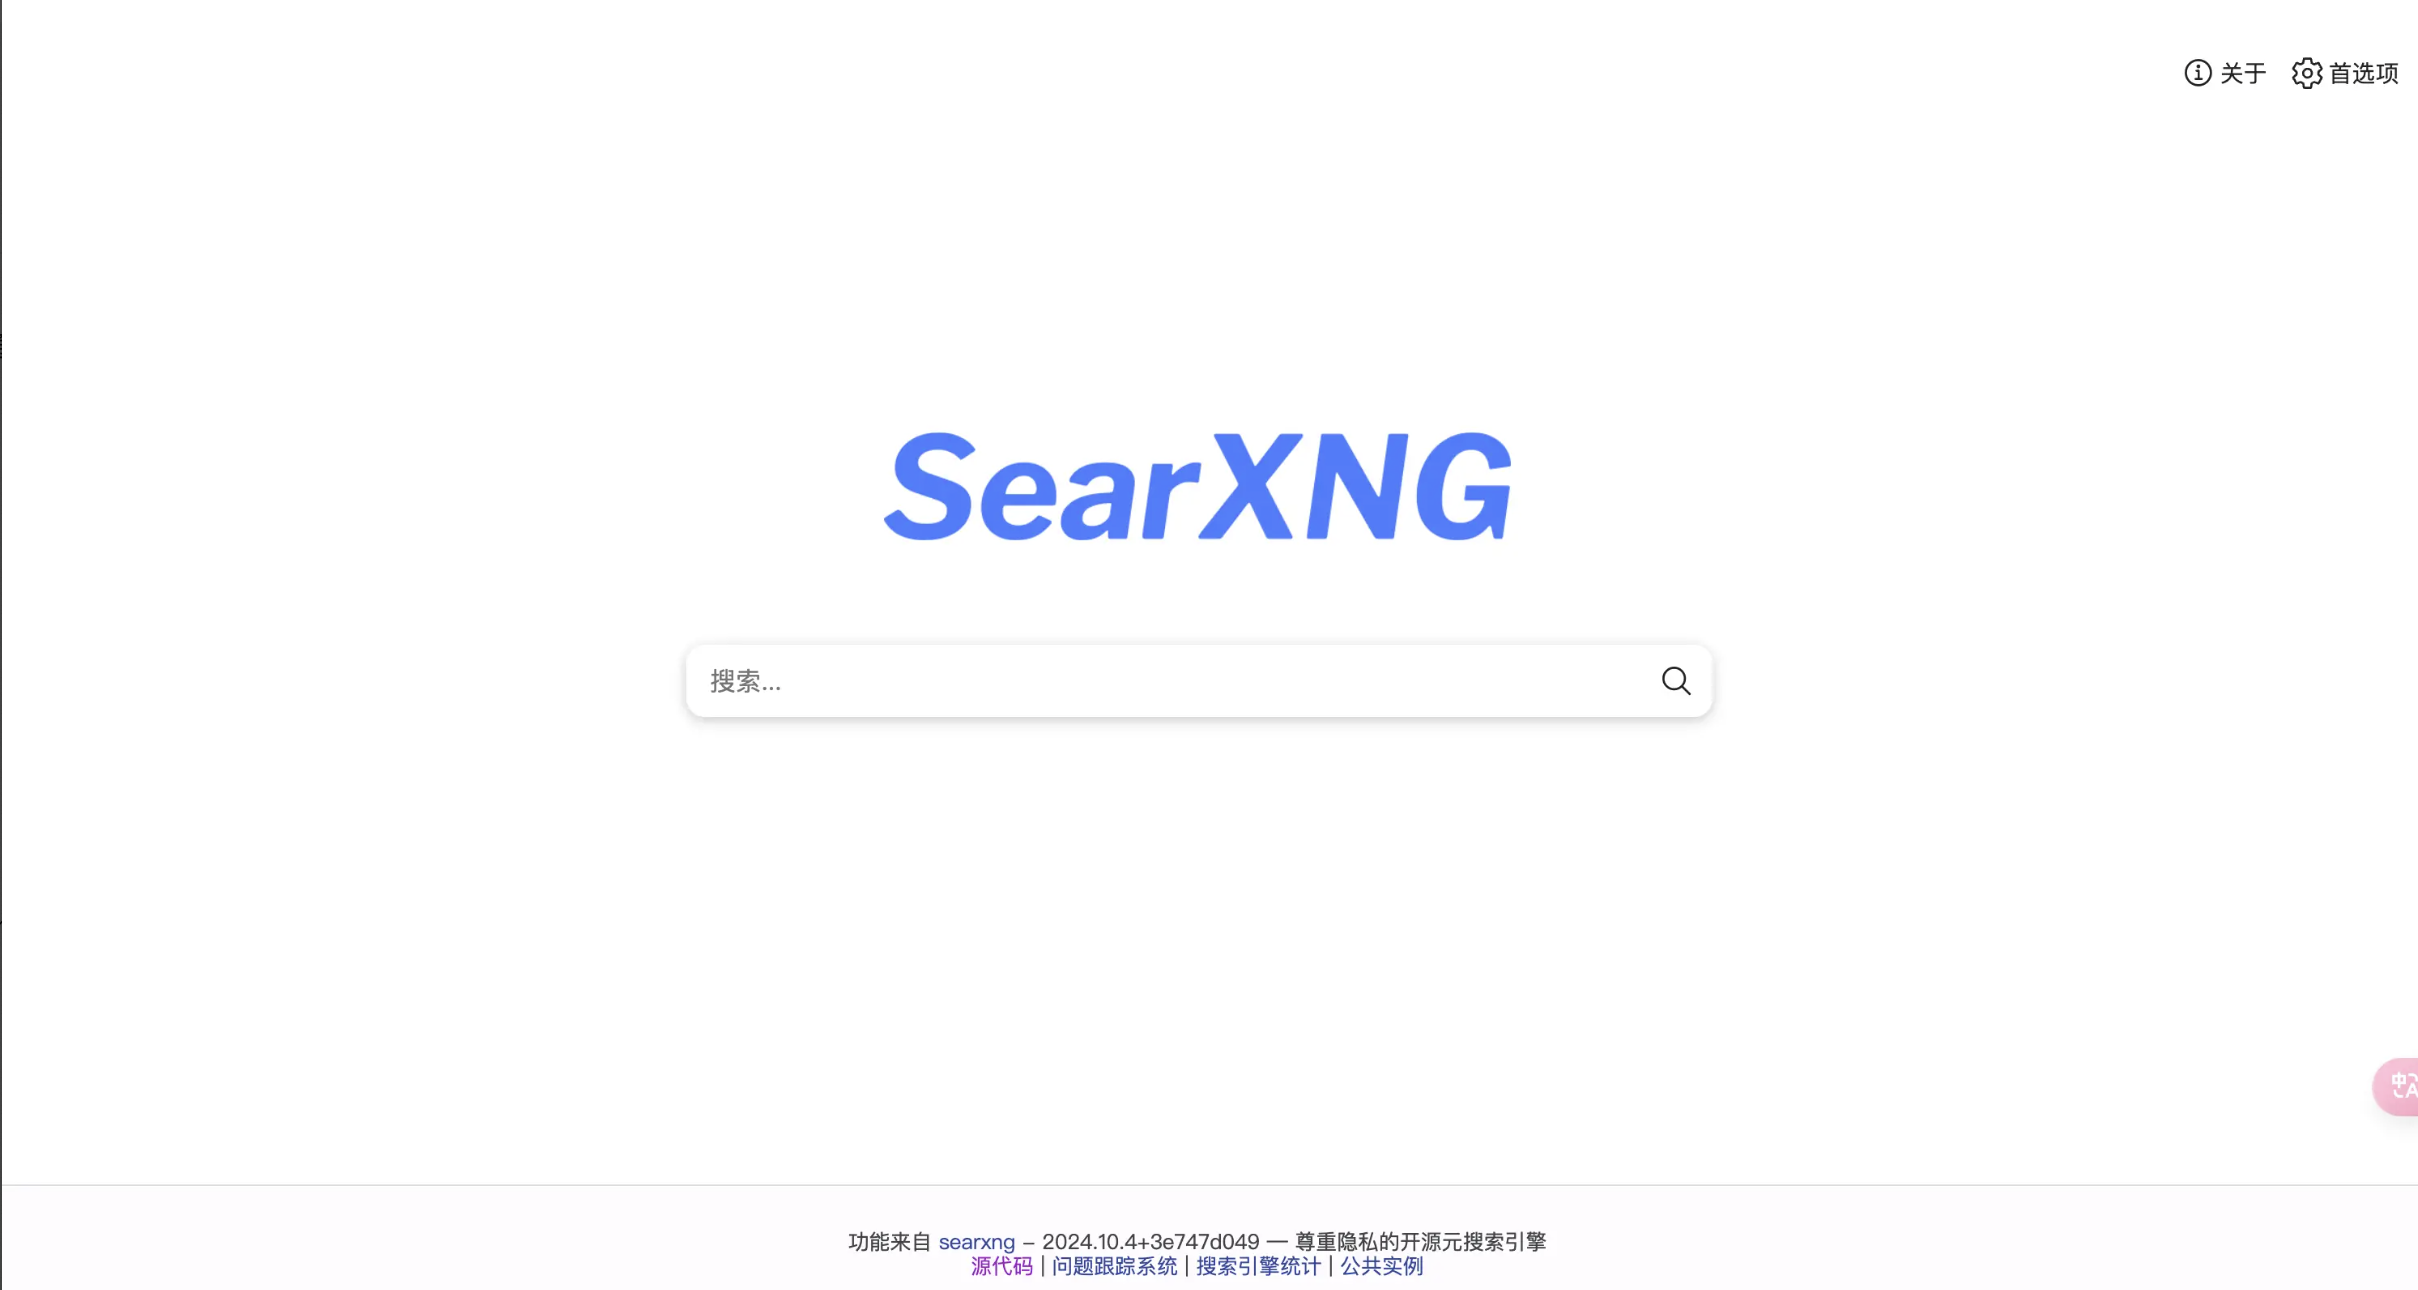 关于 首选项
SearXNG
搜索...
功能来自 searxng – 2024.10.4+3e747d049 — 尊重隐私的开源元搜索引擎
源代码 | 问题跟踪系统 | 搜索引擎统计 | 公共实例